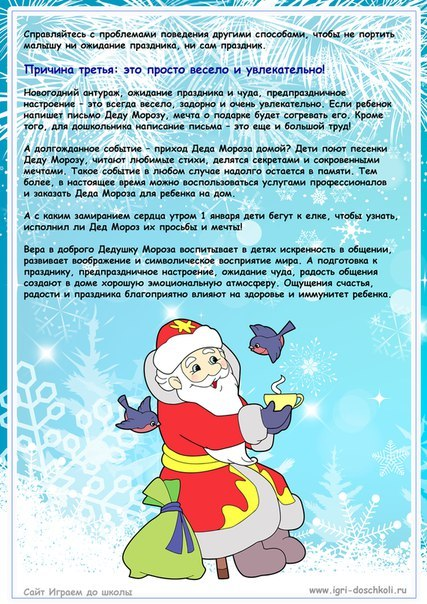 Справляйтесь с проблемами поведения другими способами, чтобы не портить
малышу ни ожидание праздника, ни сам праздник.
Причина третья: это просто весело и увлекательно!
Новогодний антураж, ожидание праздника и чуда, предпраздничное
настроение – это всегда весело, задорно и очень увлекательно. Если ребенок
напишет письмо Деду Морозу, мечта о подарке будет согревать его. Кроме
того, для дошкольника написание письма – это еще и большой труд!
А долгожданное событие – приход Деда Мороза домой? Дети поют песенки
Деду Морозу, читают любимые стихи, делятся секретами и сокровенными
мечтами. Такое событие в любом случае надолго остается в памяти. Тем
более, в настоящее время можно воспользоваться услугами профессионалов
и заказать Деда Мороза для ребенка на дом.
А с каким замиранием сердца утром 1 января дети бегут к елке, чтобы узнать,
исполнил ли Дед Мороз их просьбы и мечты!
Вера в доброго Дедушку Мороза воспитывает в детях искренность в общении,
развивает воображение и символическое восприятие мира. А подготовка к
празднику, предпраздничное настроение, ожидание чуда, радость общения
создают в доме хорошую эмоциональную атмосферу. Ощущения счастья,
радости и праздника благоприятно влияют на здоровье и иммунитет ребенка.
Сайт Играем до школы
www.igri-doschkoli.ru